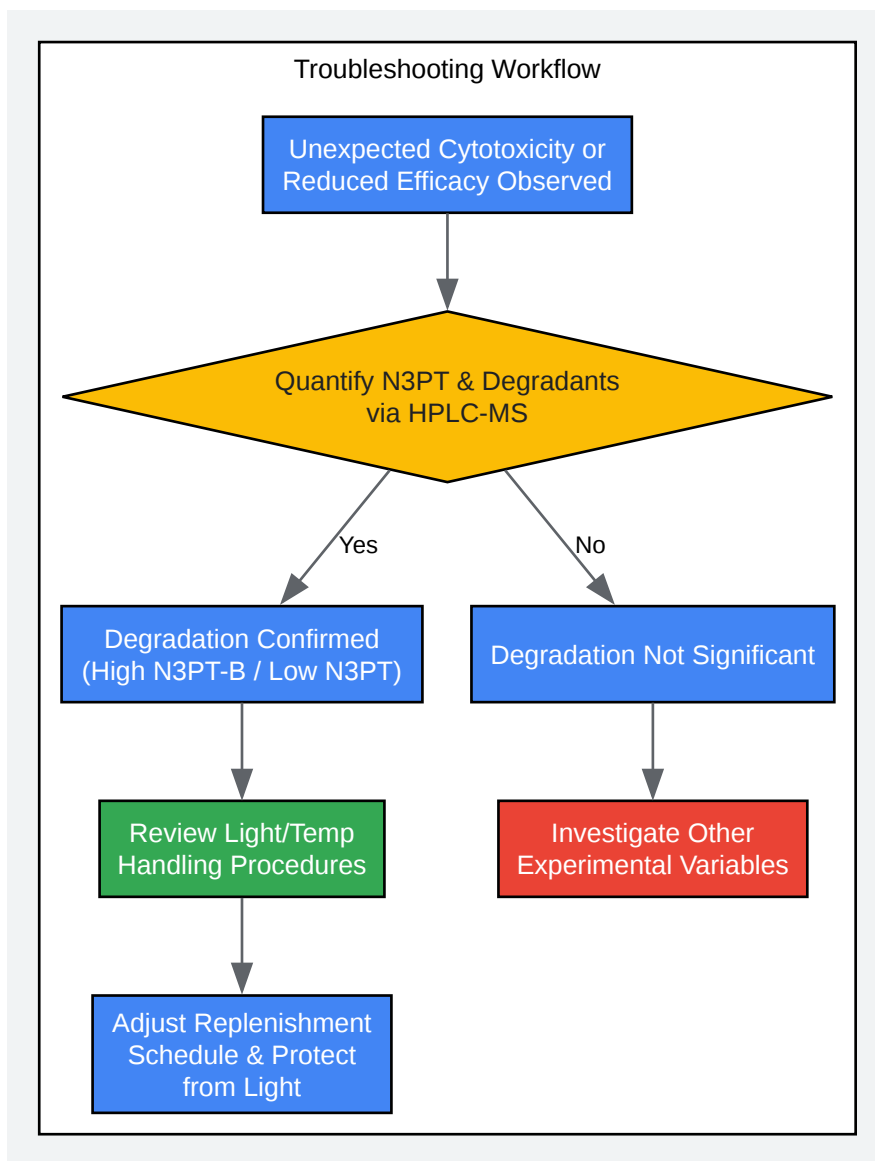 Troubleshooting Workflow
Unexpected Cytotoxicity or
Reduced Efficacy Observed
Quantify N3PT & Degradants
via HPLC-MS
Yes
No
Degradation Confirmed
(High N3PT-B / Low N3PT)
Degradation Not Significant
Review Light/Temp
Handling Procedures
Investigate Other
Experimental Variables
Adjust Replenishment
Schedule & Protect
from Light